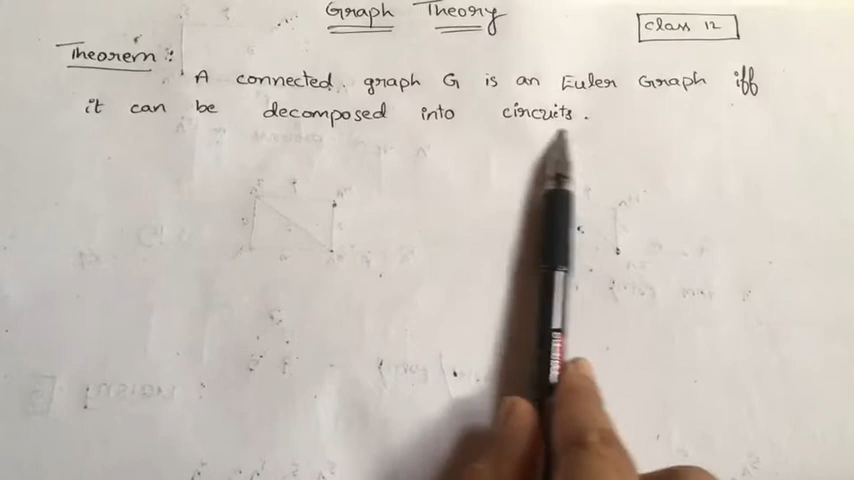 Graph Theory
class 12
Theorem :
A connected graph G is an Euler Graph iff
it can be decomposed into circuits.